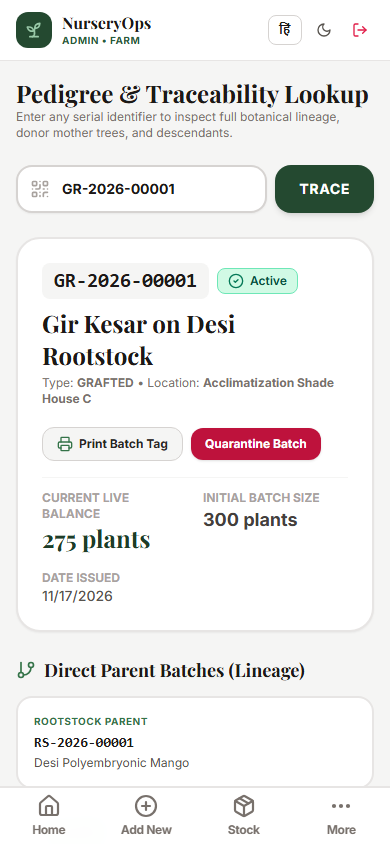 NurseryOps
ADMIN • FARM
हिं
Pedigree & Traceability Lookup
Enter any serial identifier to inspect full botanical lineage,
donor mother trees, and descendants.
GR-2026-00001
TRACE
GR-2026-00001
Active
Gir Kesar on Desi
Rootstock
Type: GRAFTED • Location: Acclimatization Shade
House C
Print Batch Tag
Quarantine Batch
CURRENT LIVE
BALANCE
275 plants
INITIAL BATCH SIZE
300 plants
DATE ISSUED
11/17/2026
Direct Parent Batches (Lineage)
ROOTSTOCK PARENT
RS-2026-00001
Desi Polyembryonic Mango
Home
Add New
Stock
More